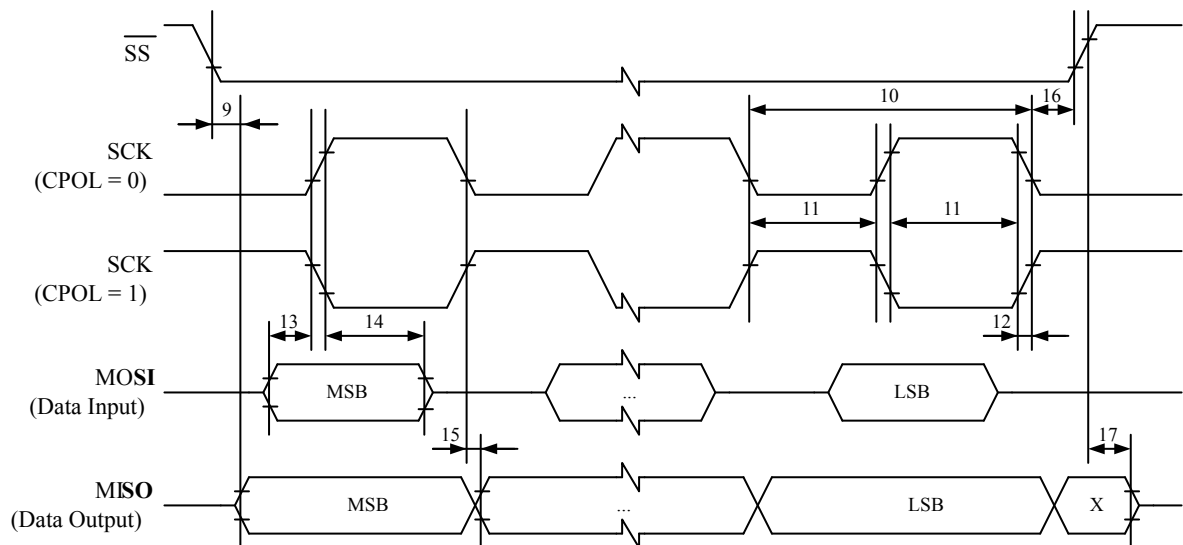 SS
9
10
16
SCK
(CPOL = 0)
11
11
SCK
(CPOL = 1)
13
14
12
MOSI
(Data Input)
MSB
...
LSB
15
17
MISO
(Data Output)
MSB
...
LSB
X